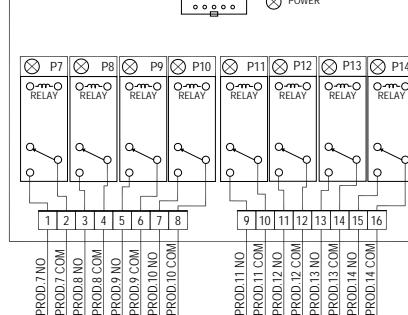 POWER
P7 P8 P9 P10 P11 P12 P13 P14
RELAY RELAY RELAY RELAY RELAY RELAY RELAY RELAY
1 2 3 4 5 6 7 8 9 10 11 12 13 14 15 16
PROD.7 NO
PROD.7 COM
PROD.8 NO
PROD.8 COM
PROD.9 NO
PROD.9 COM
PROD.10 NO
PROD.10 COM
PROD.11 NO
PROD.11 COM
PROD.12 NO
PROD.12 COM
PROD.13 NO
PROD.13 COM
PROD.14 NO
PROD.14 COM